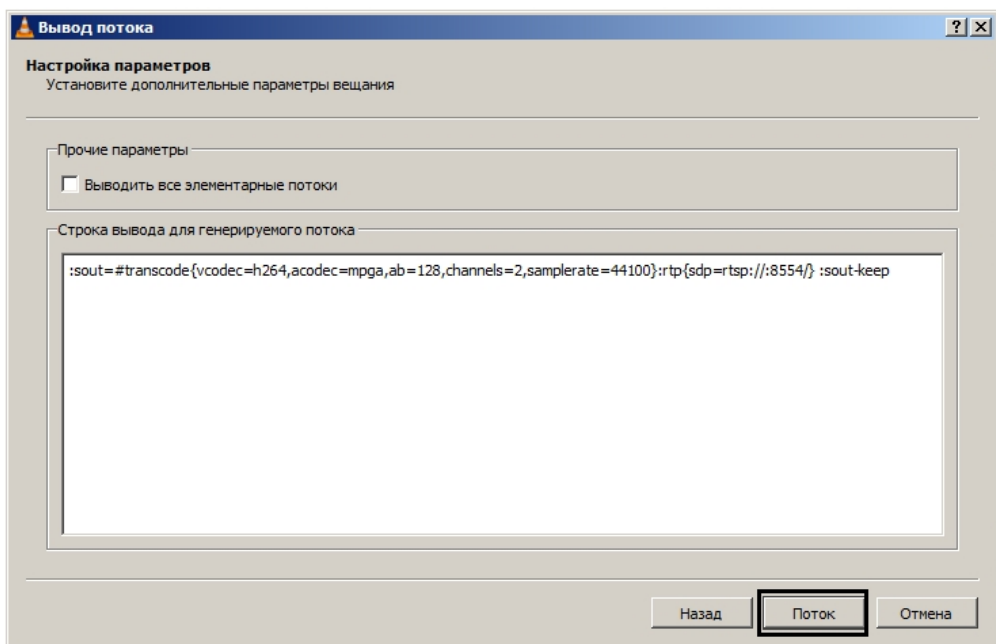 Вывод потока
Настройка параметров
Установите дополнительные параметры вещания
Прочие параметры
Выводить все элементарные потоки
Строка вывода для генерируемого потока
:sout=#transcode{vcodec=h264,acodec=mpga,ab=128,channels=2,samplerate=44100}:rtp{sdp=rtsp://:8554/} :sout-keep
Назад Поток Отмена